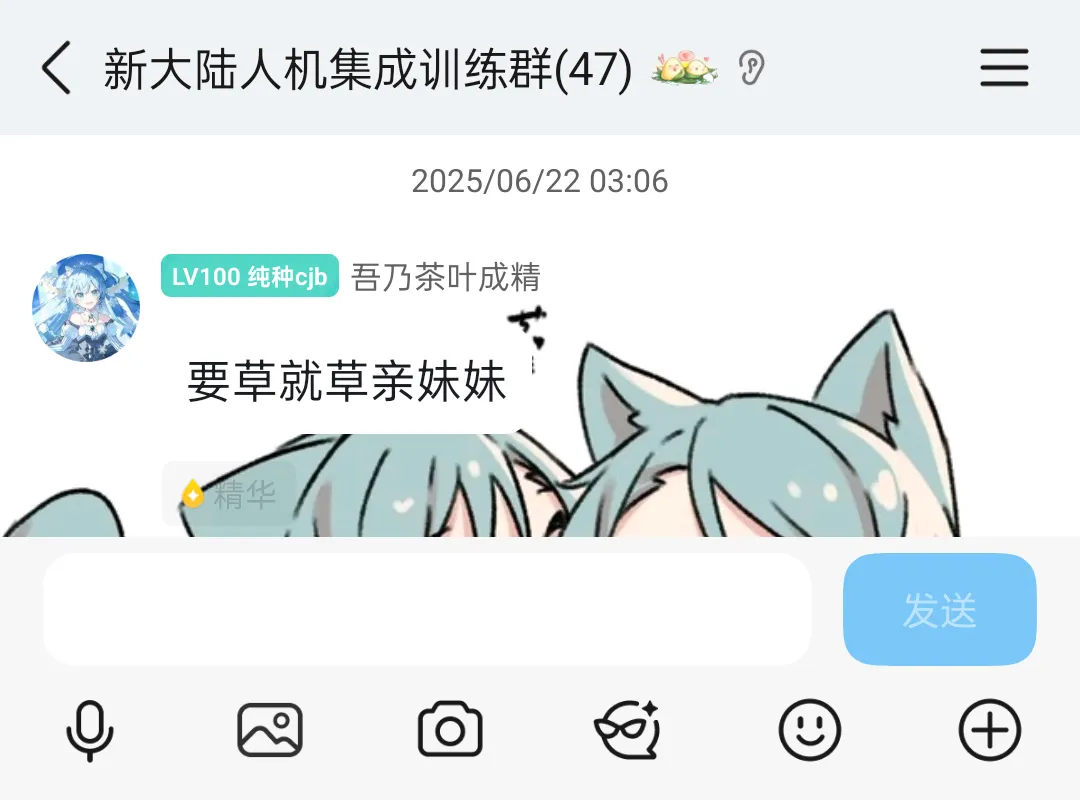 新大陆人机集成训练群(47)
2025/06/22 03:06
LV100 纯种cjb 吾乃茶叶成精
要草就草亲妹妹
精华
发送